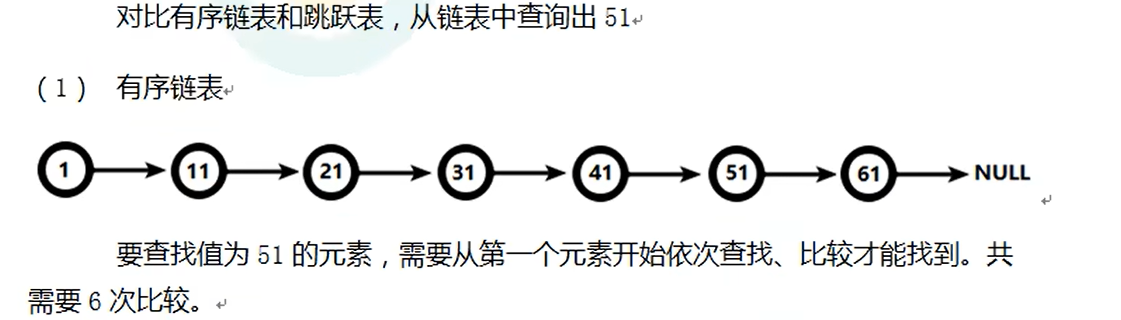 对比有序链表和跳跃表，从链表中查询出 51
（1） 有序链表
1 11 21 31 41 51 61 NULL
要查找值为 51 的元素，需要从第一个元素开始依次查找、比较才能找到。共
需要 6 次比较。